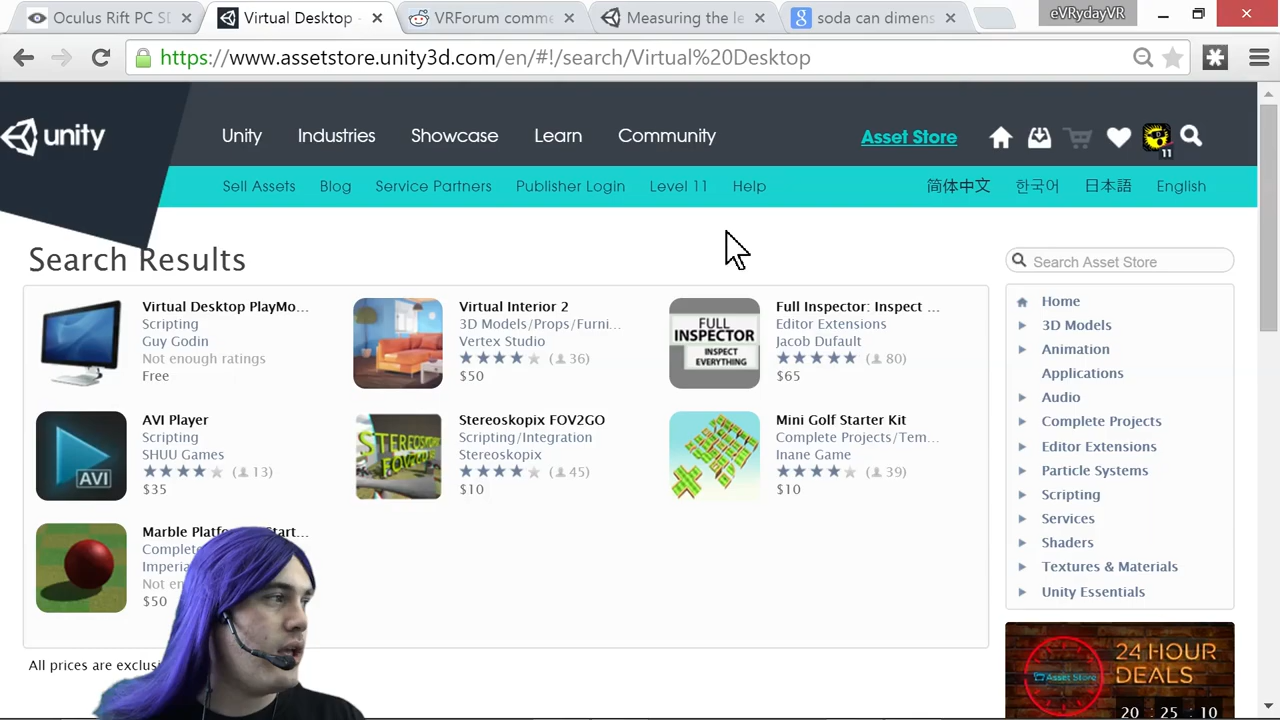 Oculus Rift PC SD
Virtual Desktop -
VRForum comme
Measuring the le
soda can dimens
eVRydayVR
https://www.assetstore.unity3d.com/en/#!/search/Virtual%20Desktop
unity
Unity Industries Showcase Learn Community Asset Store
11
Sell Assets Blog Service Partners Publisher Login Level 11 Help 简体中文 한국어 日本語 English
Search Results
Search Asset Store
Virtual Desktop PlayMo...
Scripting
Guy Godin
Not enough ratings
Free
Virtual Interior 2
3D Models/Props/Furni...
Vertex Studio
(36)
$50
FULL
INSPECTOR
INSPECT
EVERYTHING
Full Inspector: Inspect ...
Editor Extensions
Jacob Dufault
(80)
$65
AVI
AVI Player
Scripting
SHUU Games
(13)
$35
STEREOSKOPIX
FOV2GO
Stereoskopix FOV2GO
Scripting/Integration
Stereoskopix
(45)
$10
Mini Golf Starter Kit
Complete Projects/Tem...
Inane Game
(39)
$10
Marble Platf Start...
Complet
Imperia
Not en
$50
All prices are exclusi
Home
3D Models
Animation
Applications
Audio
Complete Projects
Editor Extensions
Particle Systems
Scripting
Services
Shaders
Textures & Materials
Unity Essentials
Asset Store
24 HOUR
DEALS
20 : 25 : 10